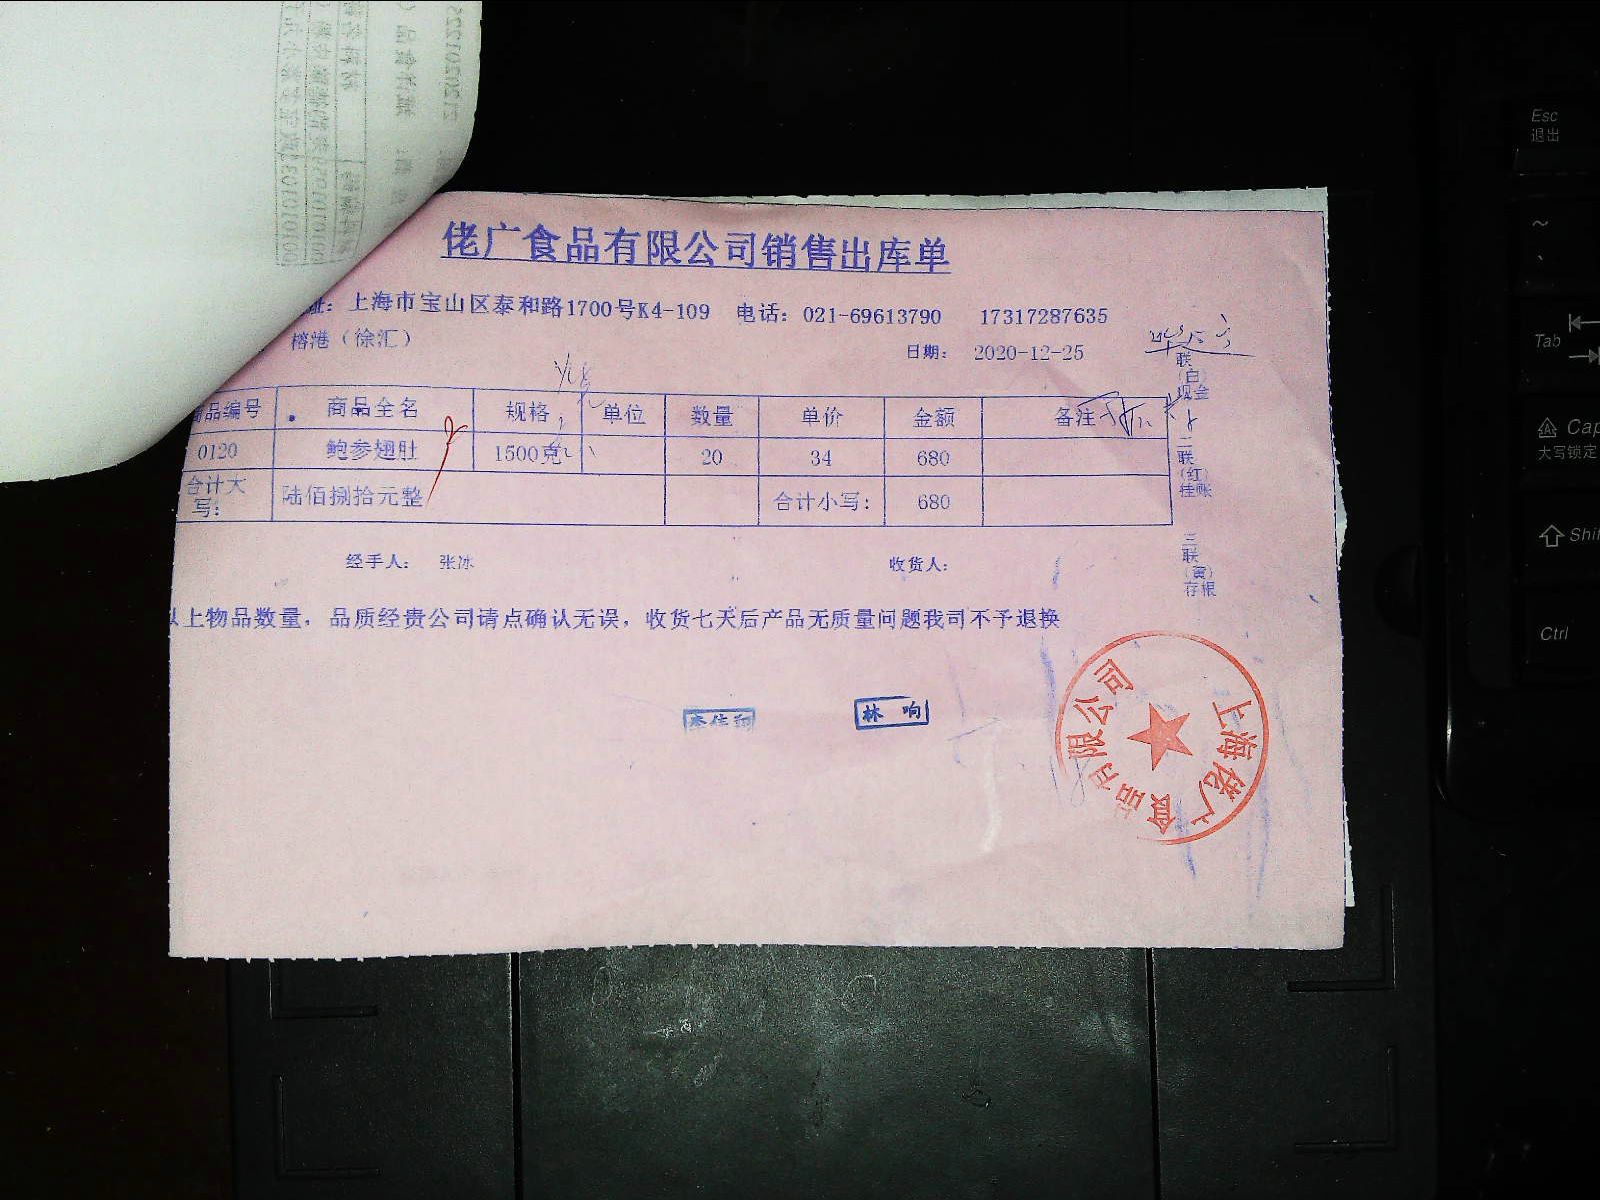 佬广食品有限公司销售出库单
址：上海市宝山区泰和路1700号K4-109 电话：021-69613790 17317287635
榕港（徐汇）
日期： 2020-12-25
商品编号 商品全名 规格 单位 数量 单价 金额 备注
0120 鲍参翅肚 1500克 20 34 680
合计大写： 陆佰捌拾元整 合计小写： 680
一联（白）现金
二联（红）挂账
三联（黄）存根
经手人： 张冰 收货人：
以上物品数量，品质经贵公司请点确认无误，收货七天后产品无质量问题我司不予退换
林 响
上海佬广食品有限公司
Esc
退出
~
Tab
Cap
大写锁定
Shi
Ctrl